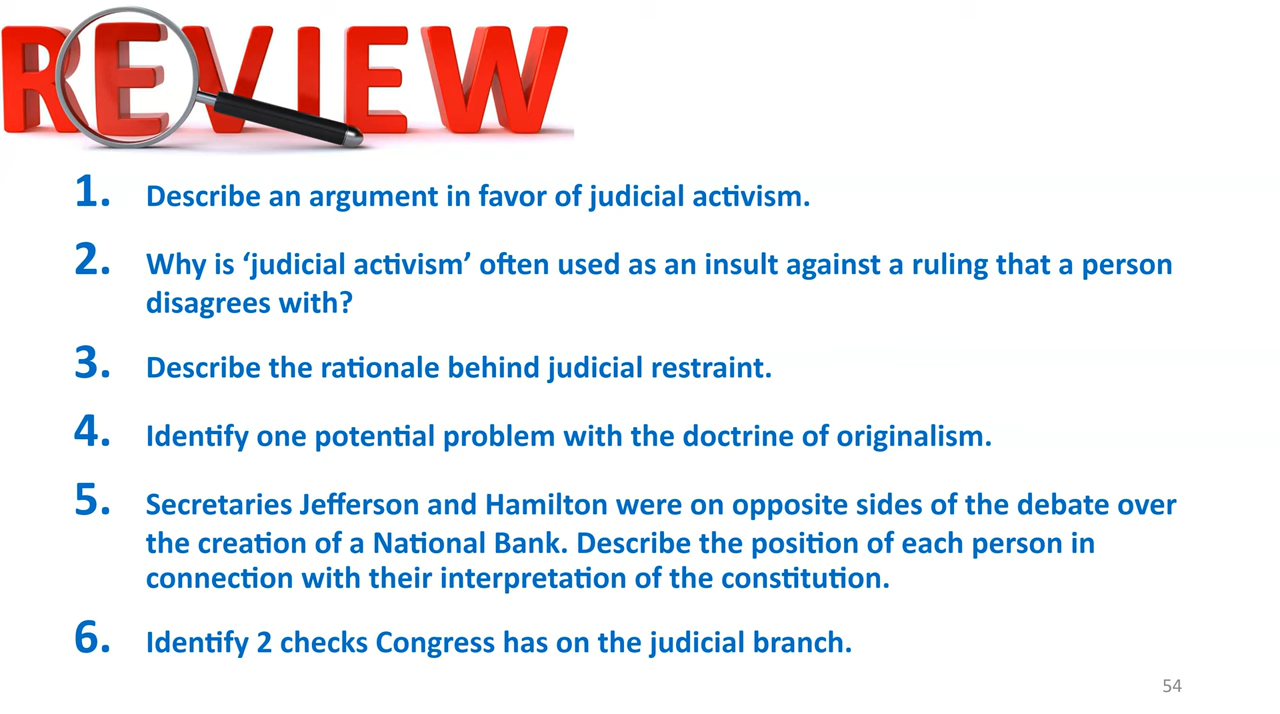 REVIEW
1. Describe an argument in favor of judicial activism.
2. Why is ‘judicial activism’ often used as an insult against a ruling that a person
disagrees with?
3. Describe the rationale behind judicial restraint.
4. Identify one potential problem with the doctrine of originalism.
5. Secretaries Jefferson and Hamilton were on opposite sides of the debate over
the creation of a National Bank. Describe the position of each person in
connection with their interpretation of the constitution.
6. Identify 2 checks Congress has on the judicial branch.
54